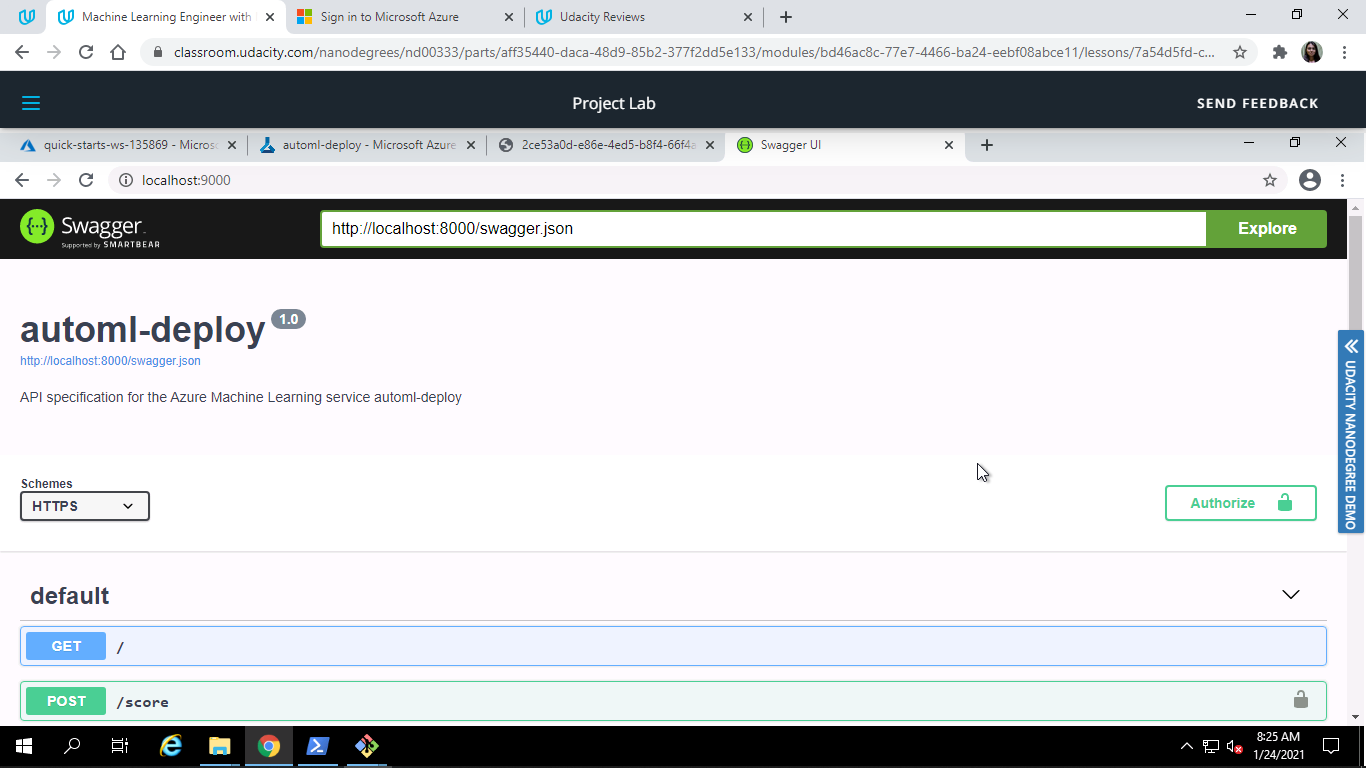 Machine Learning Engineer with
Sign in to Microsoft Azure
Udacity Reviews
classroom.udacity.com/nanodegrees/nd00333/parts/aff35440-daca-48d9-85b2-377f2dd5e133/modules/bd46ac8c-77e7-4466-ba24-eebf08abce11/lessons/7a54d5fd-c...
Project Lab
SEND FEEDBACK
quick-starts-ws-135869 - Micros
automl-deploy - Microsoft Azure
2ce53a0d-e86e-4ed5-b8f4-66f4a
Swagger UI
localhost:9000
Swagger
Supported by SMARTBEAR
http://localhost:8000/swagger.json
Explore
automl-deploy 1.0
http://localhost:8000/swagger.json
API specification for the Azure Machine Learning service automl-deploy
UDACITY NANODEGREE DEMO
Schemes
HTTPS
Authorize
default
GET /
POST /score
8:25 AM
1/24/2021